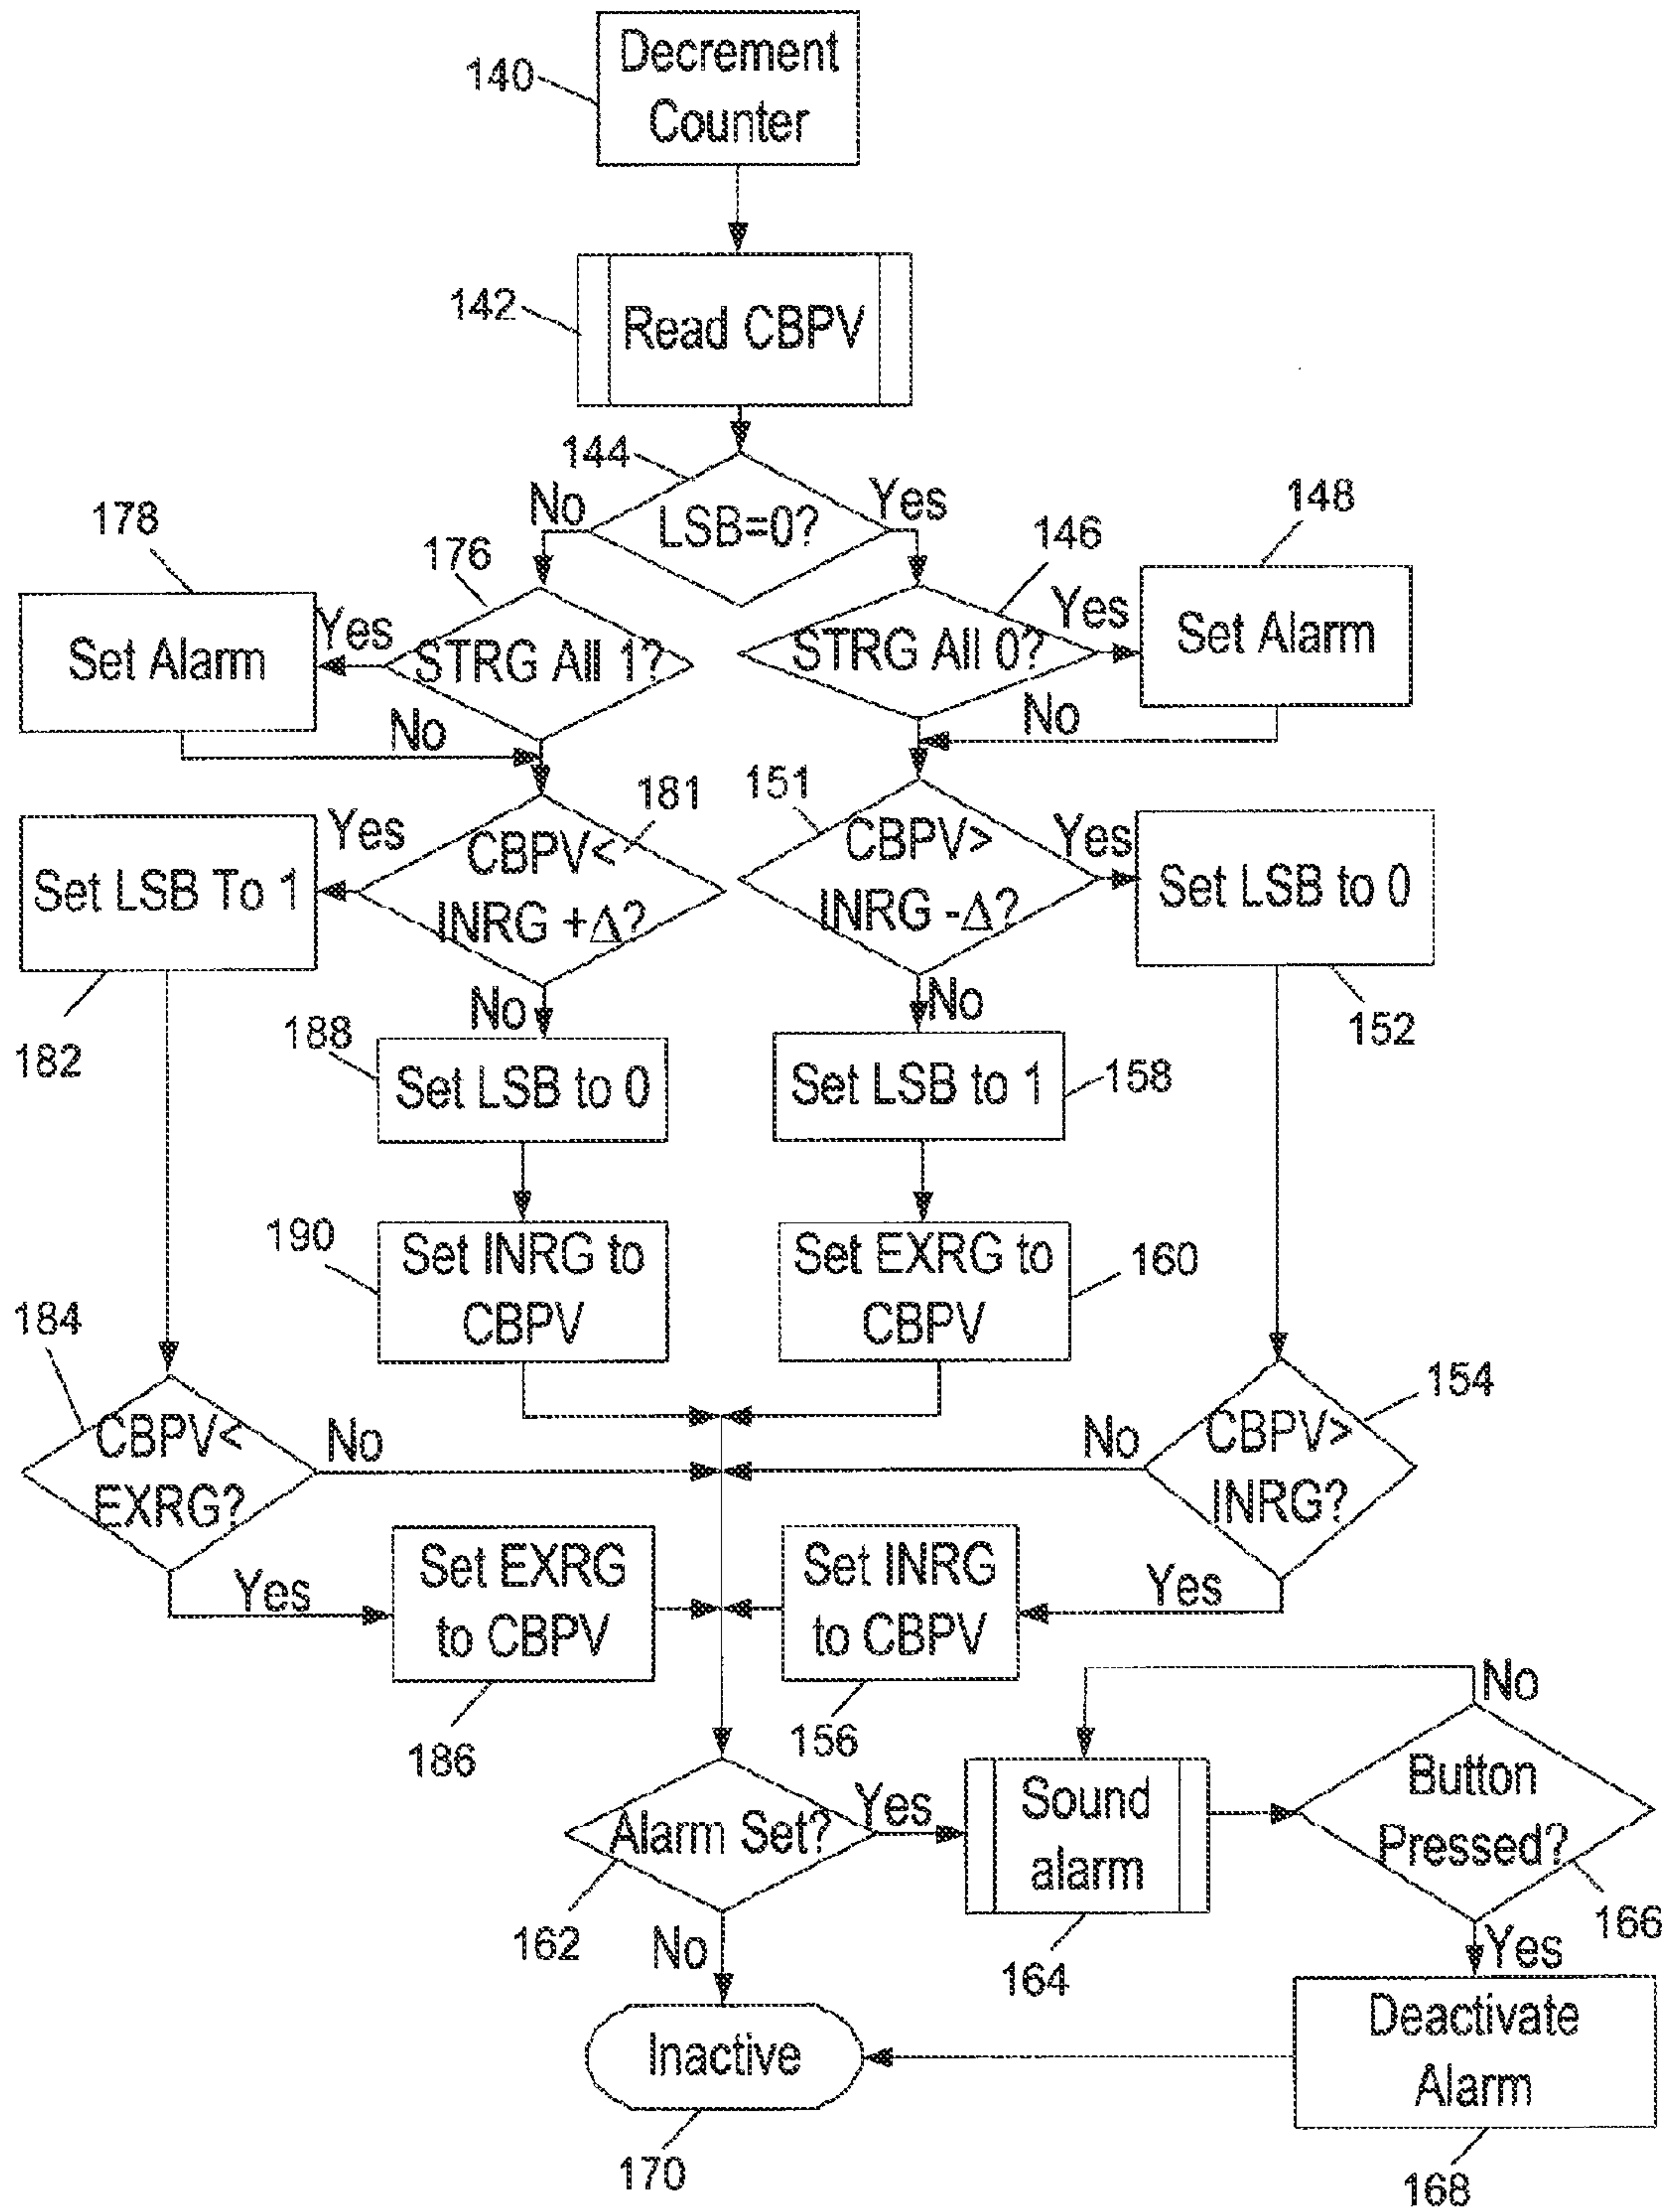 Decrement
Counter
140
Read CBPV
142
144
LSB=0?
No
Yes
178
176
146
148
Set Alarm
Yes
STRG All 1?
STRG All 0?
Yes
Set Alarm
No
No
181
151
Set LSB To 1
Yes
CBPV<
INRG +Δ?
CBPV>
INRG -Δ?
Yes
Set LSB to 0
182
No
No
152
188
Set LSB to 0
Set LSB to 1
158
190
Set INRG to
CBPV
Set EXRG to
CBPV
160
184
CBPV<
EXRG?
No
No
CBPV>
INRG?
154
Yes
Set EXRG
to CBPV
Set INRG
to CBPV
Yes
186
156
No
Alarm Set?
Yes
Sound
alarm
Button
Pressed?
162
No
164
166
Yes
Inactive
Deactivate
Alarm
170
168